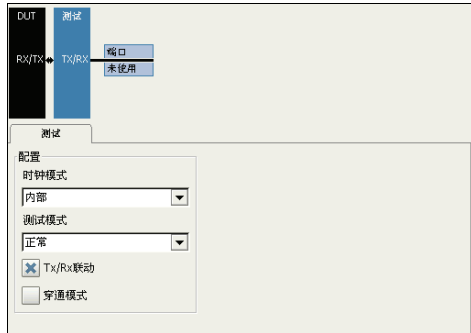 DUT 测试
RX/TX TX/RX
端口
未使用
测试
配置
时钟模式
内部
测试模式
正常
Tx/Rx联动
穿通模式